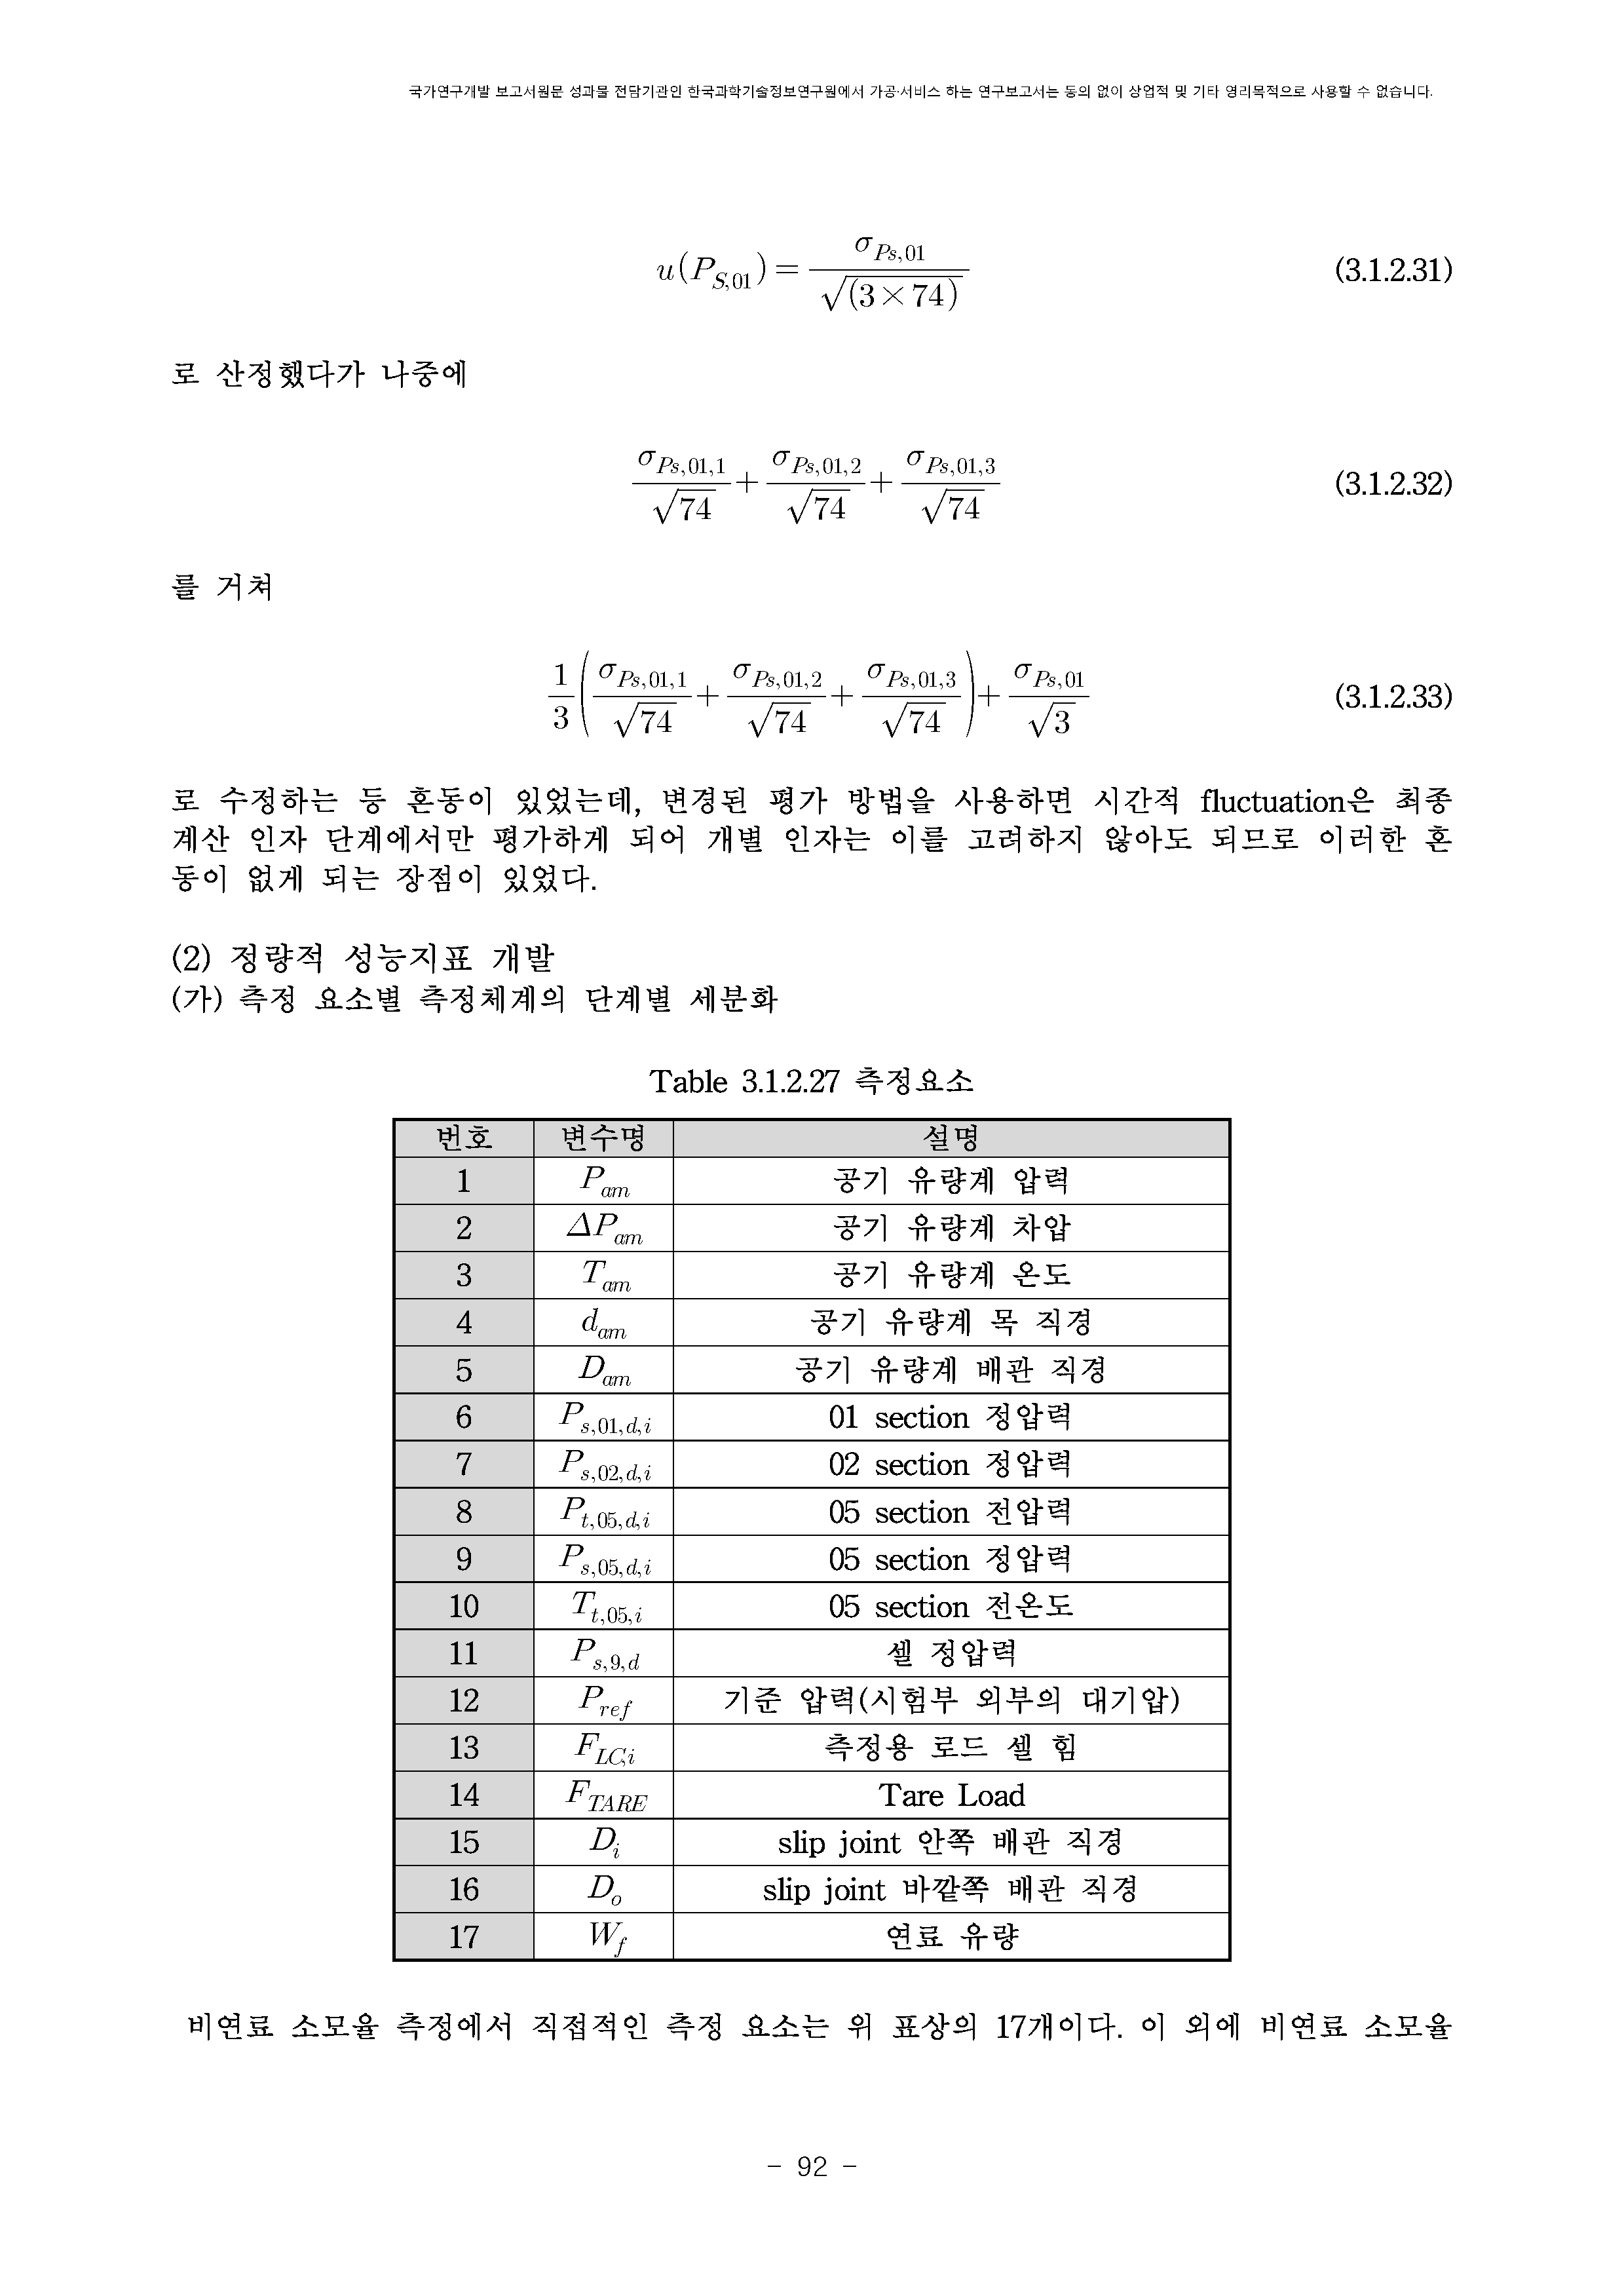 국가연구개발 보고서원문 성과물 전담기관인 한국과학기술정보연구원에서 가공·서비스 하는 연구보고서는 동의 없이 상업적 및 기타 영리목적으로 사용할 수 없습니다.
u(P_{S,01}) = \frac{σ_{Ps,01}}{\sqrt{(3×74)}} (3.1.2.31)
로 산정했다가 나중에
\frac{σ_{Ps,01,1}}{\sqrt{74}} + \frac{σ_{Ps,01,2}}{\sqrt{74}} + \frac{σ_{Ps,01,3}}{\sqrt{74}} (3.1.2.32)
를 거쳐
\frac{1}{3}(\frac{σ_{Ps,01,1}}{\sqrt{74}} + \frac{σ_{Ps,01,2}}{\sqrt{74}} + \frac{σ_{Ps,01,3}}{\sqrt{74}}) + \frac{σ_{Ps,01}}{\sqrt{3}} (3.1.2.33)
로 수정하는 등 혼동이 있었는데, 변경된 평가 방법을 사용하면 시간적 fluctuation은 최종
계산 인자 단계에서만 평가하게 되어 개별 인자는 이를 고려하지 않아도 되므로 이러한 혼
동이 없게 되는 장점이 있었다.
(2) 정량적 성능지표 개발
(가) 측정 요소별 측정체계의 단계별 세분화
Table 3.1.2.27 측정요소
번호 변수명 설명
1 P_{am} 공기 유량계 압력
2 ΔP_{am} 공기 유량계 차압
3 T_{am} 공기 유량계 온도
4 d_{am} 공기 유량계 목 직경
5 D_{am} 공기 유량계 배관 직경
6 P_{s,01,d,i} 01 section 정압력
7 P_{s,02,d,i} 02 section 정압력
8 P_{t,05,d,i} 05 section 전압력
9 P_{s,05,d,i} 05 section 정압력
10 T_{t,05,i} 05 section 전온도
11 P_{s,9,d} 셀 정압력
12 P_{ref} 기준 압력(시험부 외부의 대기압)
13 F_{LC,i} 측정용 로드 셀 힘
14 F_{TARE} Tare Load
15 D_{i} slip joint 안쪽 배관 직경
16 D_{o} slip joint 바깥쪽 배관 직경
17 W_{f} 연료 유량
비연료 소모율 측정에서 직접적인 측정 요소는 위 표상의 17개이다. 이 외에 비연료 소모율
- 92 -